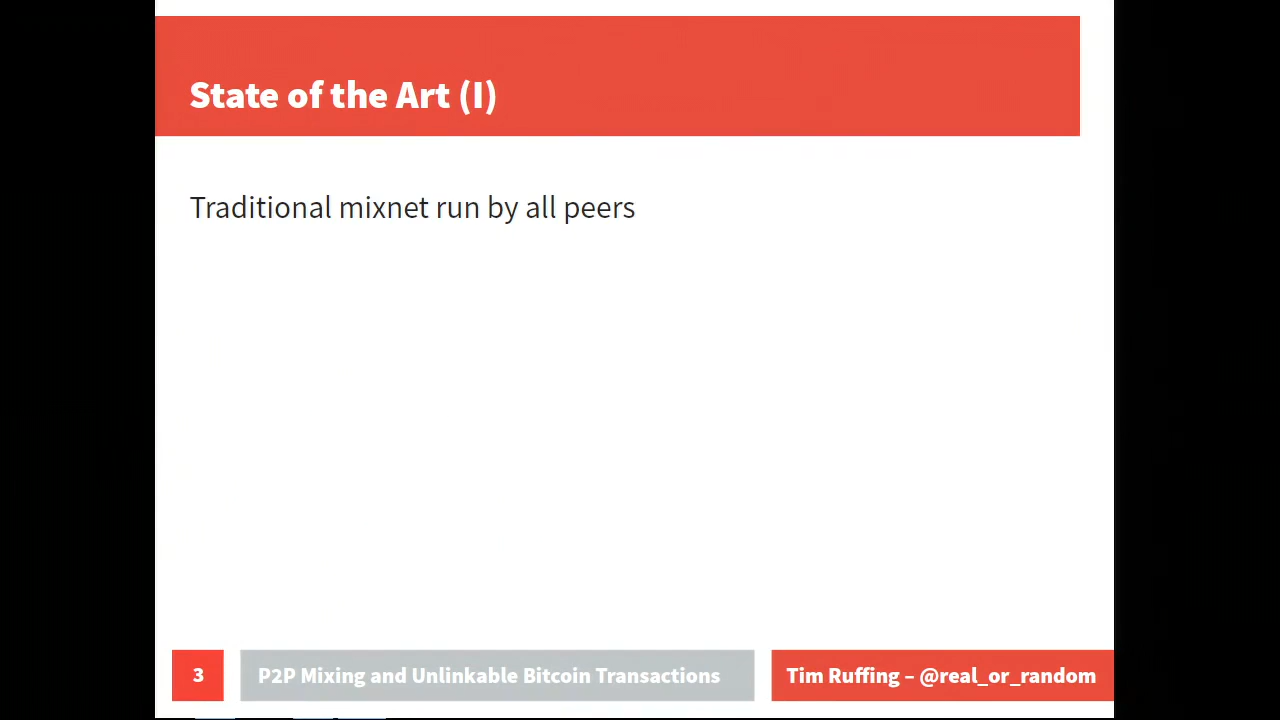 State of the Art (I)
Traditional mixnet run by all peers
3
P2P Mixing and Unlinkable Bitcoin Transactions
Tim Ruffing – @real_or_random